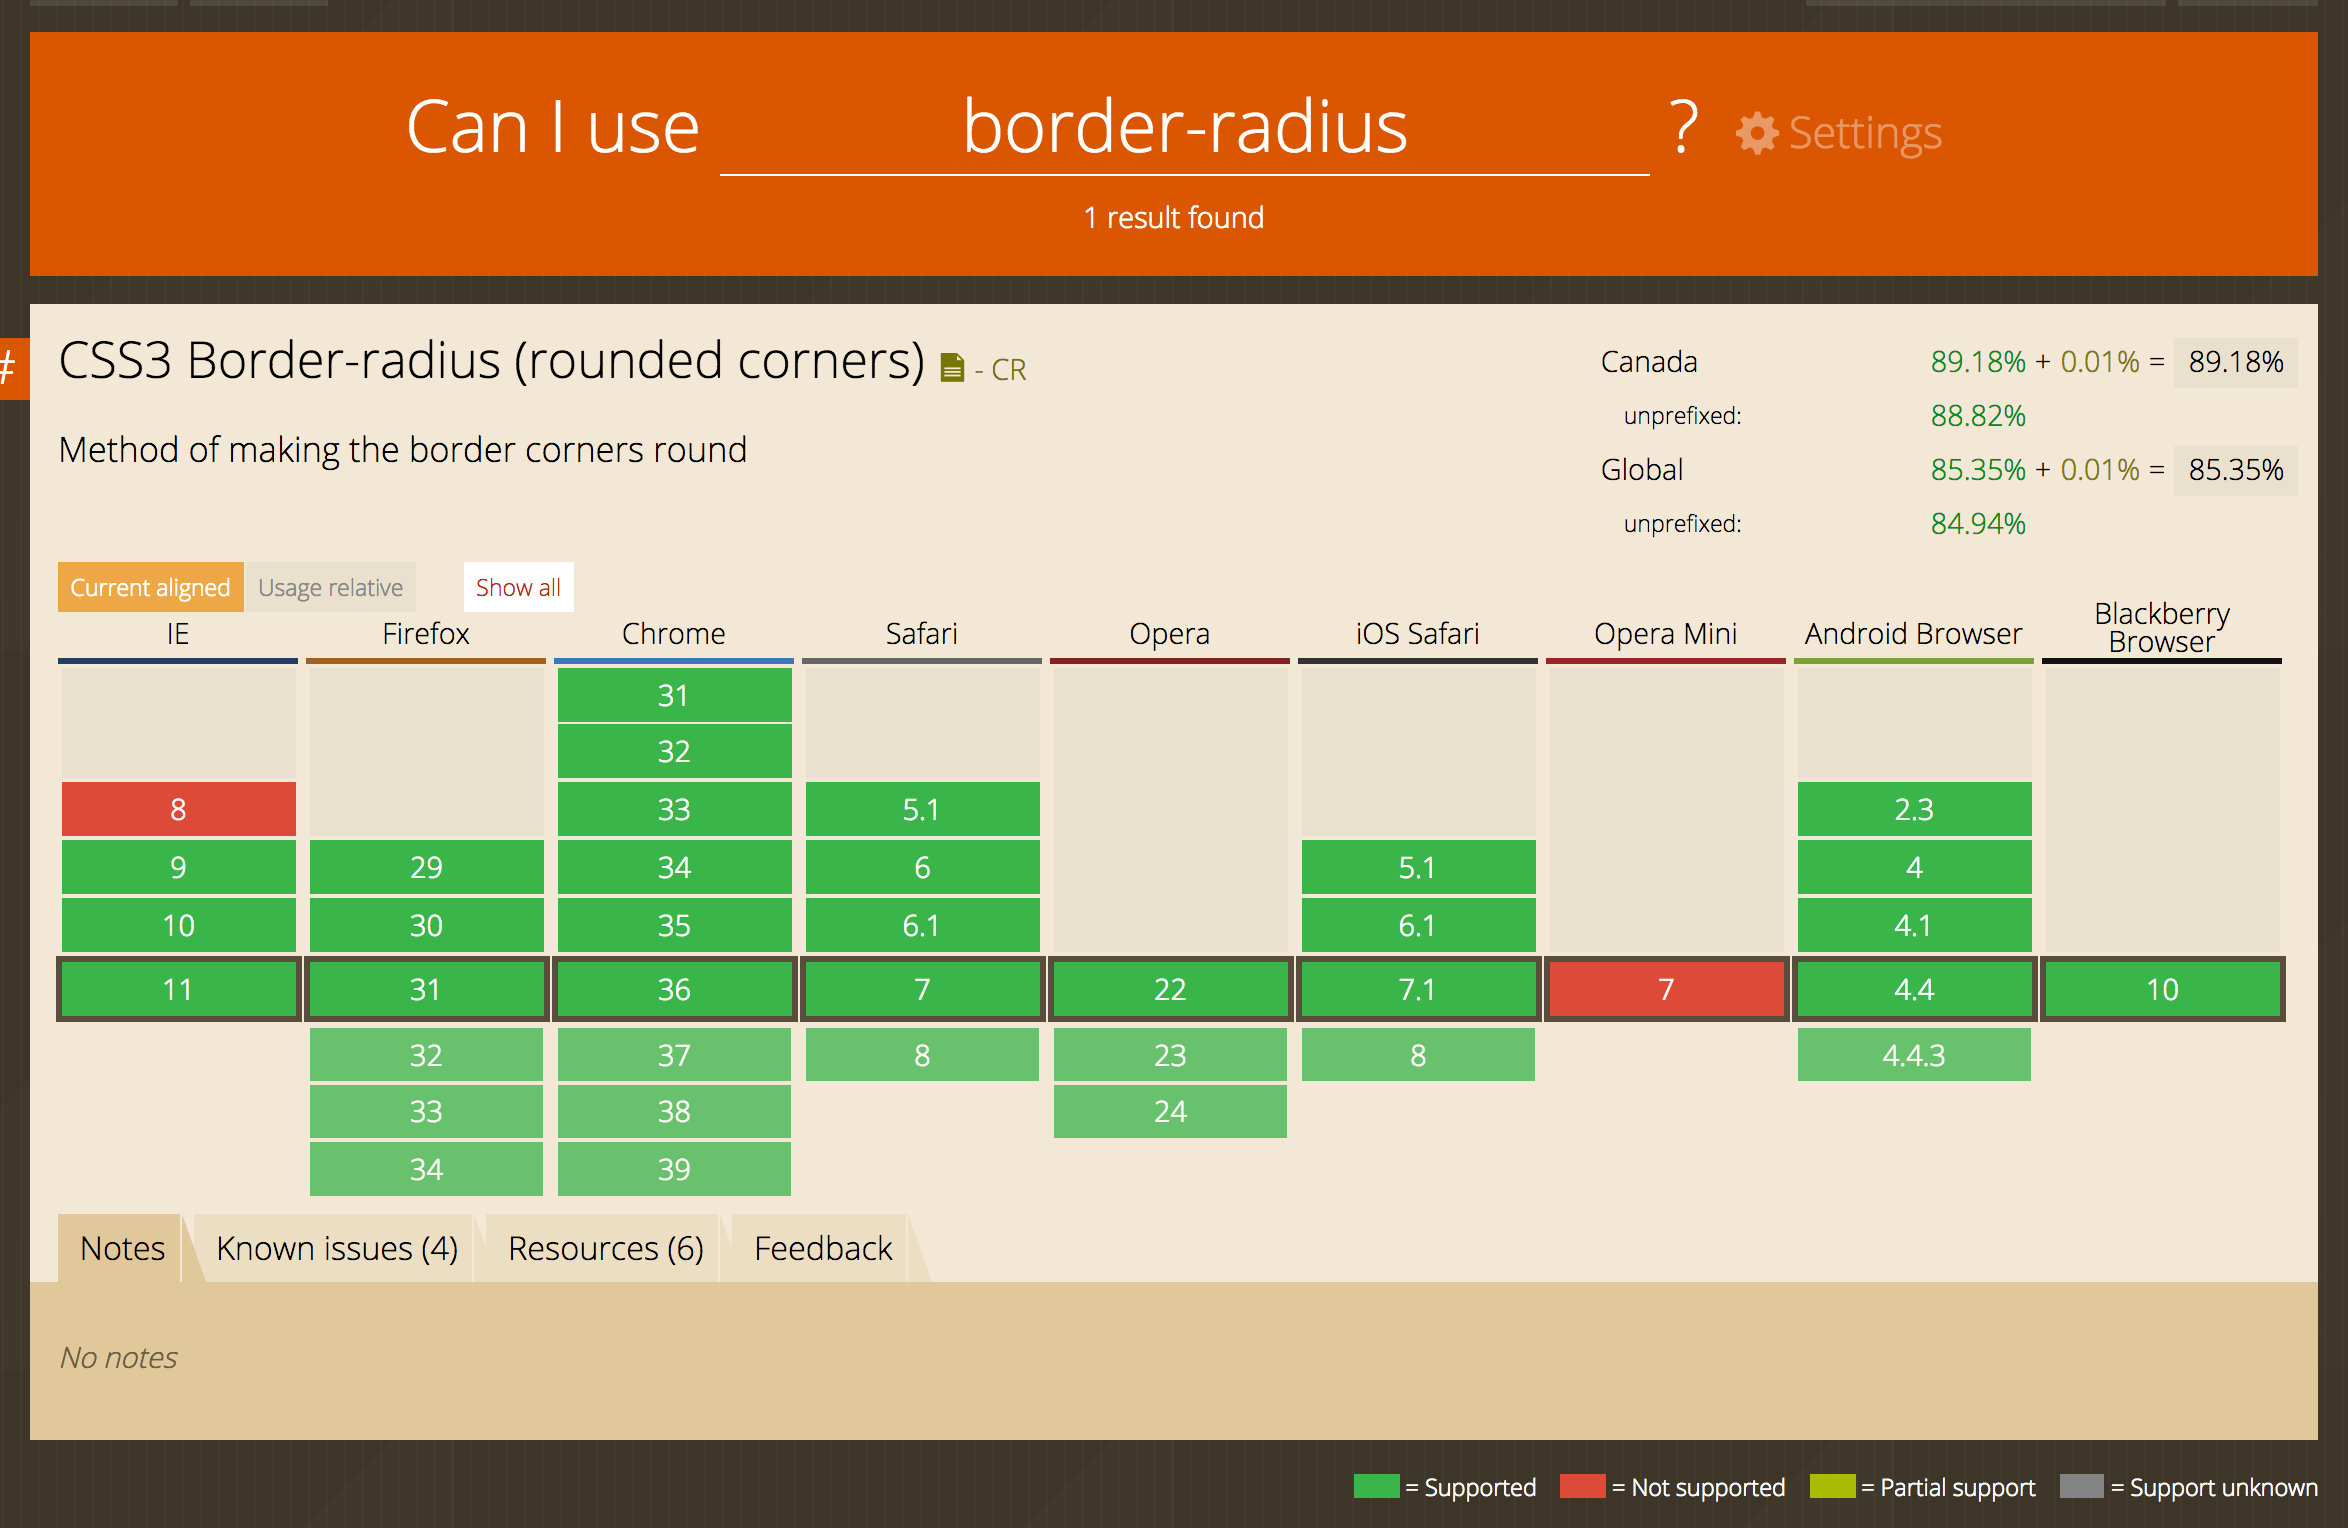 Can I use border-radius ? Settings
1 result found
#
CSS3 Border-radius (rounded corners) - CR
Method of making the border corners round
Canada 89.18% + 0.01% = 89.18%
unprefixed: 88.82%
Global 85.35% + 0.01% = 85.35%
unprefixed: 84.94%
Current aligned Usage relative Show all
IE Firefox Chrome Safari Opera iOS Safari Opera Mini Android Browser Blackberry Browser
31
32
8 33 5.1 2.3
9 29 34 6 5.1 4
10 30 35 6.1 6.1 4.1
11 31 36 7 22 7.1 7 4.4 10
32 37 8 23 8 4.4.3
33 38 24
34 39
Notes Known issues (4) Resources (6) Feedback
No notes
= Supported = Not supported = Partial support = Support unknown